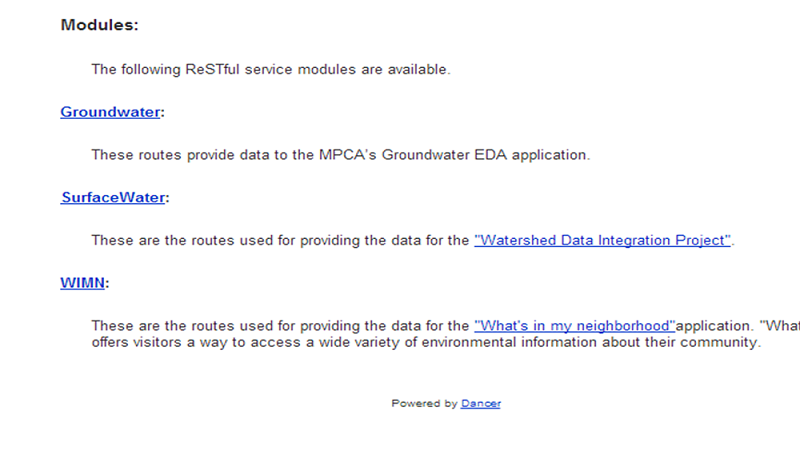 Modules:
The following ReSTful service modules are available.
Groundwater:
These routes provide data to the MPCA's Groundwater EDA application.
SurfaceWater:
These are the routes used for providing the data for the "Watershed Data Integration Project".
WIMN:
These are the routes used for providing the data for the "What's in my neighborhood"application. "What
offers visitors a way to access a wide variety of environmental information about their community.
Powered by Dancer